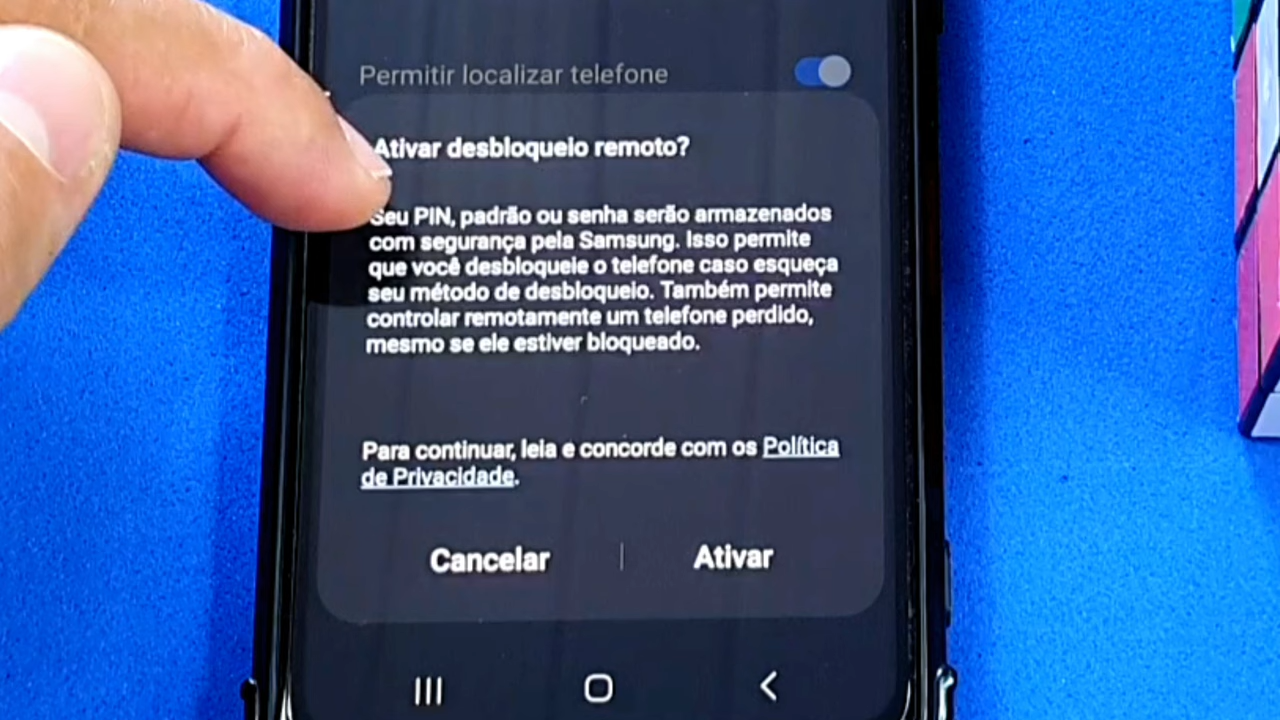 Permitir localizar telefone
Ativar desbloqueio remoto?
Seu PIN, padrão ou senha serão armazenados
com segurança pela Samsung. Isso permite
que você desbloqueie o telefone caso esqueça
seu método de desbloqueio. Também permite
controlar remotamente um telefone perdido,
mesmo se ele estiver bloqueado.
Para continuar, leia e concorde com os Política
de Privacidade.
Cancelar | Ativar